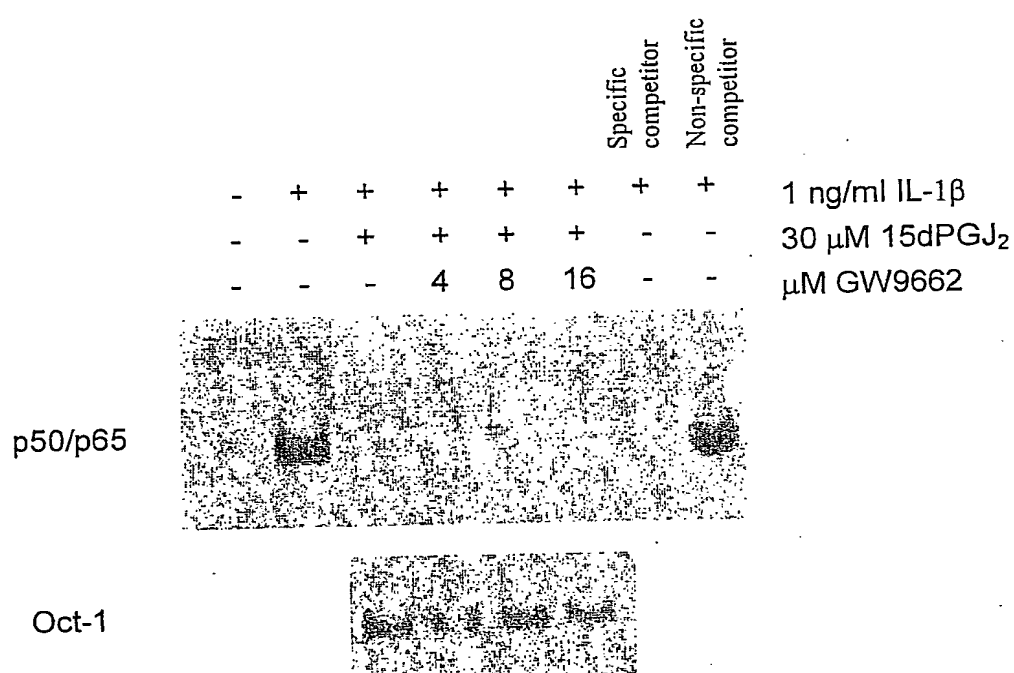 Specific competitor
Non-specific competitor
- + + + + + + + 1 ng/ml IL-1β
- - + + + + - - 30 μM 15dPGJ₂
- - - 4 8 16 - - μM GW9662
p50/p65
Oct-1